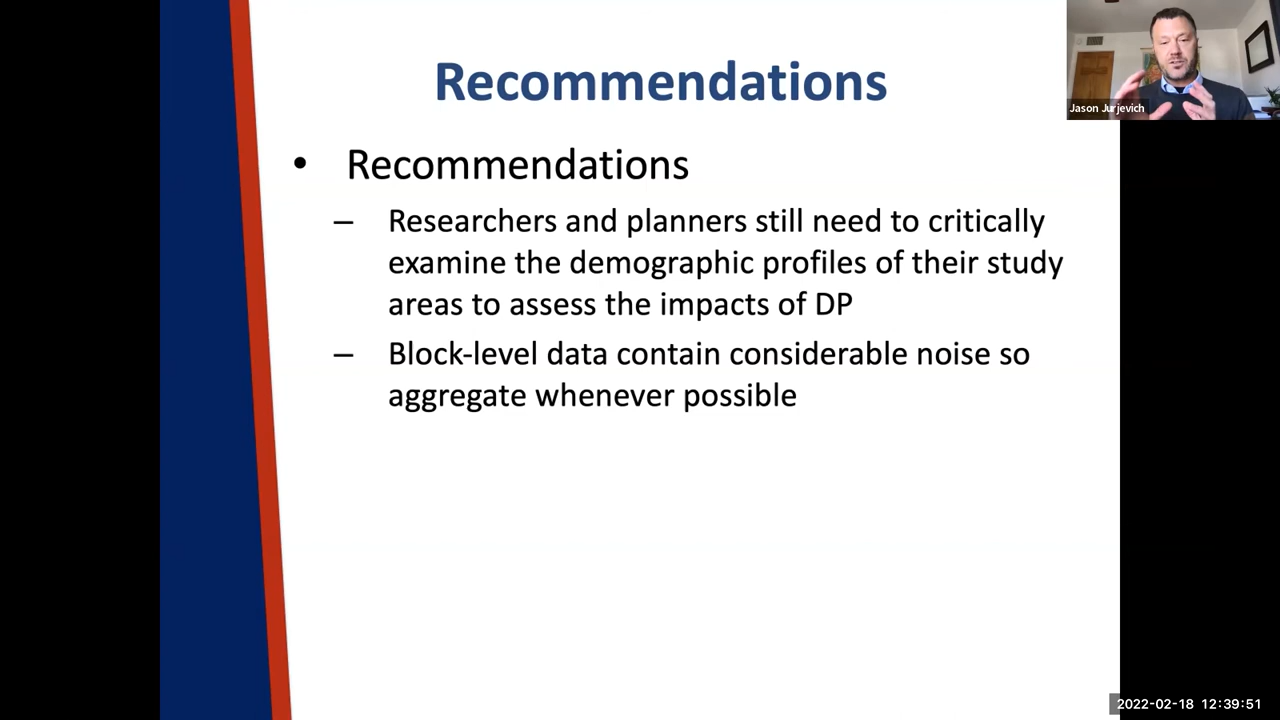 Recommendations
Jason Jurjevich
• Recommendations
– Researchers and planners still need to critically
examine the demographic profiles of their study
areas to assess the impacts of DP
– Block-level data contain considerable noise so
aggregate whenever possible
2022-02-18 12:39:51